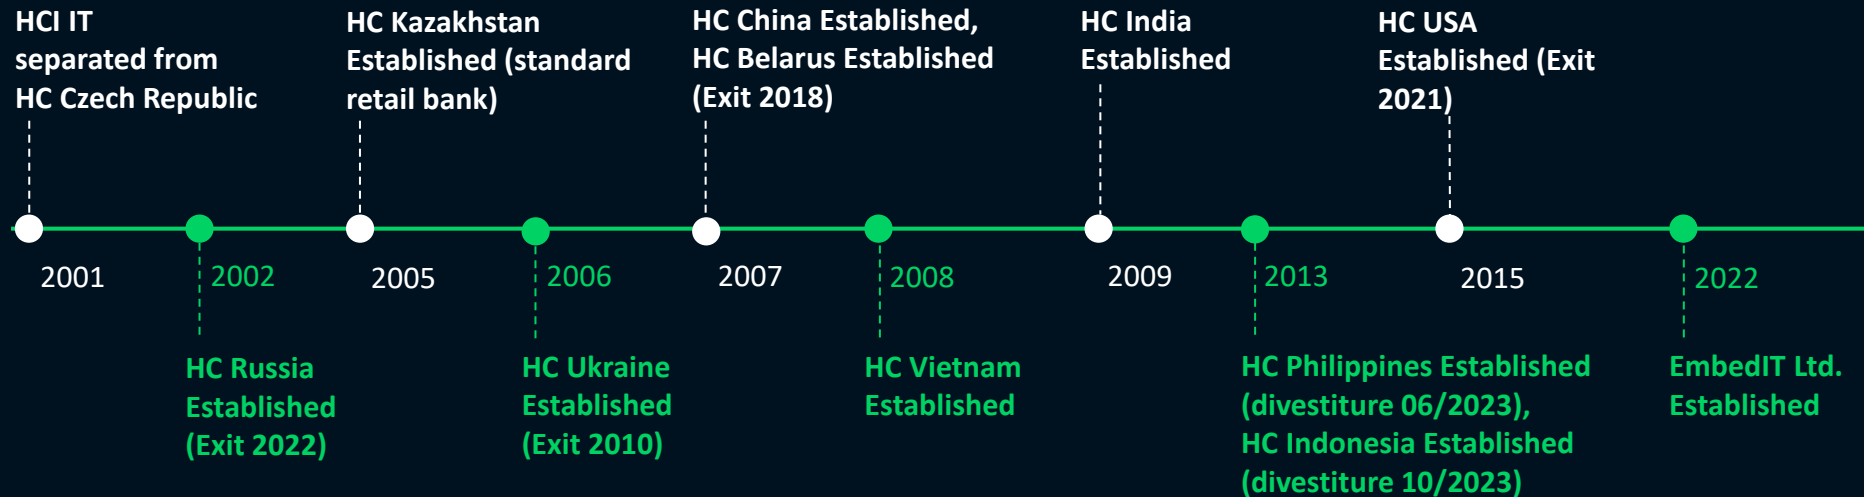 HCI IT
separated from
HC Czech Republic
HC Kazakhstan
Established (standard
retail bank)
HC China Established,
HC Belarus Established
(Exit 2018)
HC India
Established
HC USA
Established (Exit
2021)
2001
2002
2005
2006
2007
2008
2009
2013
2015
2022
HC Russia
Established
(Exit 2022)
HC Ukraine
Established
(Exit 2010)
HC Vietnam
Established
HC Philippines Established
(divestiture 06/2023),
HC Indonesia Established
(divestiture 10/2023)
EmbedIT Ltd.
Established